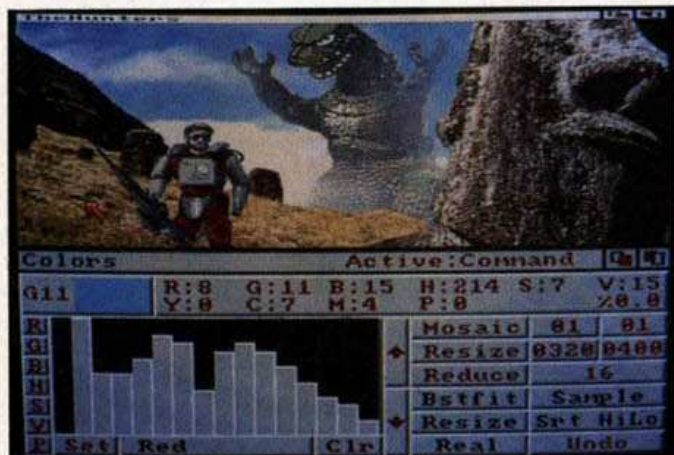 TheHunters
Colors Active:Command
G11 R:8 G:11 B:15 H:214 S:7 V:15
Y:0 C:7 M:4 P:0 %0.0
R
G
B
H
S
V
P
Mosaic 01 01
Resize 0320 0400
Reduce 16
Bstfit Sample
Resize Srt HiLo
Real Undo
Set Red Clr